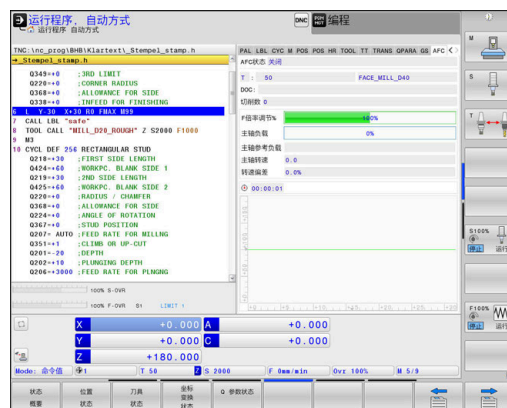 运行程序, 自动方式
运行程序, 自动方式
DNC
编程
TNC:\nc_prog\BHB\Klartext\_Stempel_stamp.h
→_Stempel_stamp.h
Q349=+0 ;3RD LIMIT
Q220=+0 ;CORNER RADIUS
Q368=+0 ;ALLOWANCE FOR SIDE
Q338=+0 ;INFEED FOR FINISHING
6 L Y-30 X+30 R0 FMAX M99
7 CALL LBL "safe"
8 TOOL CALL "MILL_D20_ROUGH" Z S2000 F1000
9 M3
10 CYCL DEF 256 RECTANGULAR STUD
Q218=+30 ;FIRST SIDE LENGTH
Q424=+60 ;WORKPC. BLANK SIDE 1
Q219=+30 ;2ND SIDE LENGTH
Q425=+60 ;WORKPC. BLANK SIDE 2
Q220=+0 ;RADIUS / CHAMFER
Q368=+0 ;ALLOWANCE FOR SIDE
Q224=+0 ;ANGLE OF ROTATION
Q367=+0 ;STUD POSITION
Q207= AUTO ;FEED RATE FOR MILLNG
Q351=+1 ;CLIMB OR UP-CUT
Q201=-20 ;DEPTH
Q202=+10 ;PLUNGING DEPTH
Q206=+3000 ;FEED RATE FOR PLNGNG
100% S-OVR
100% F-OVR S1 LIMIT 1
PAL LBL CYC M POS POS HR TOOL TT TRANS QPARA GS AFC
AFC状态 关闭
T : 50 FACE_MILL_D40
DOC:
切削数 0
F倍率调节% 100%
主轴负载 0%
主轴参考负载
主轴转速 0.0
转速偏差 0.0%
00:00:01
X +0.000 A +0.000
Y +0.000 C +0.000
Z +180.000
Mode: 命令值 1 T 50 Z S 2000 F 0mm/min Ovr 100% M 5/9
状态 概要
位置 状态
刀具 状态
坐标 变换 状态
Q 参数状态
M
S
T
S100%
停止 运行
F100%
停止 运行